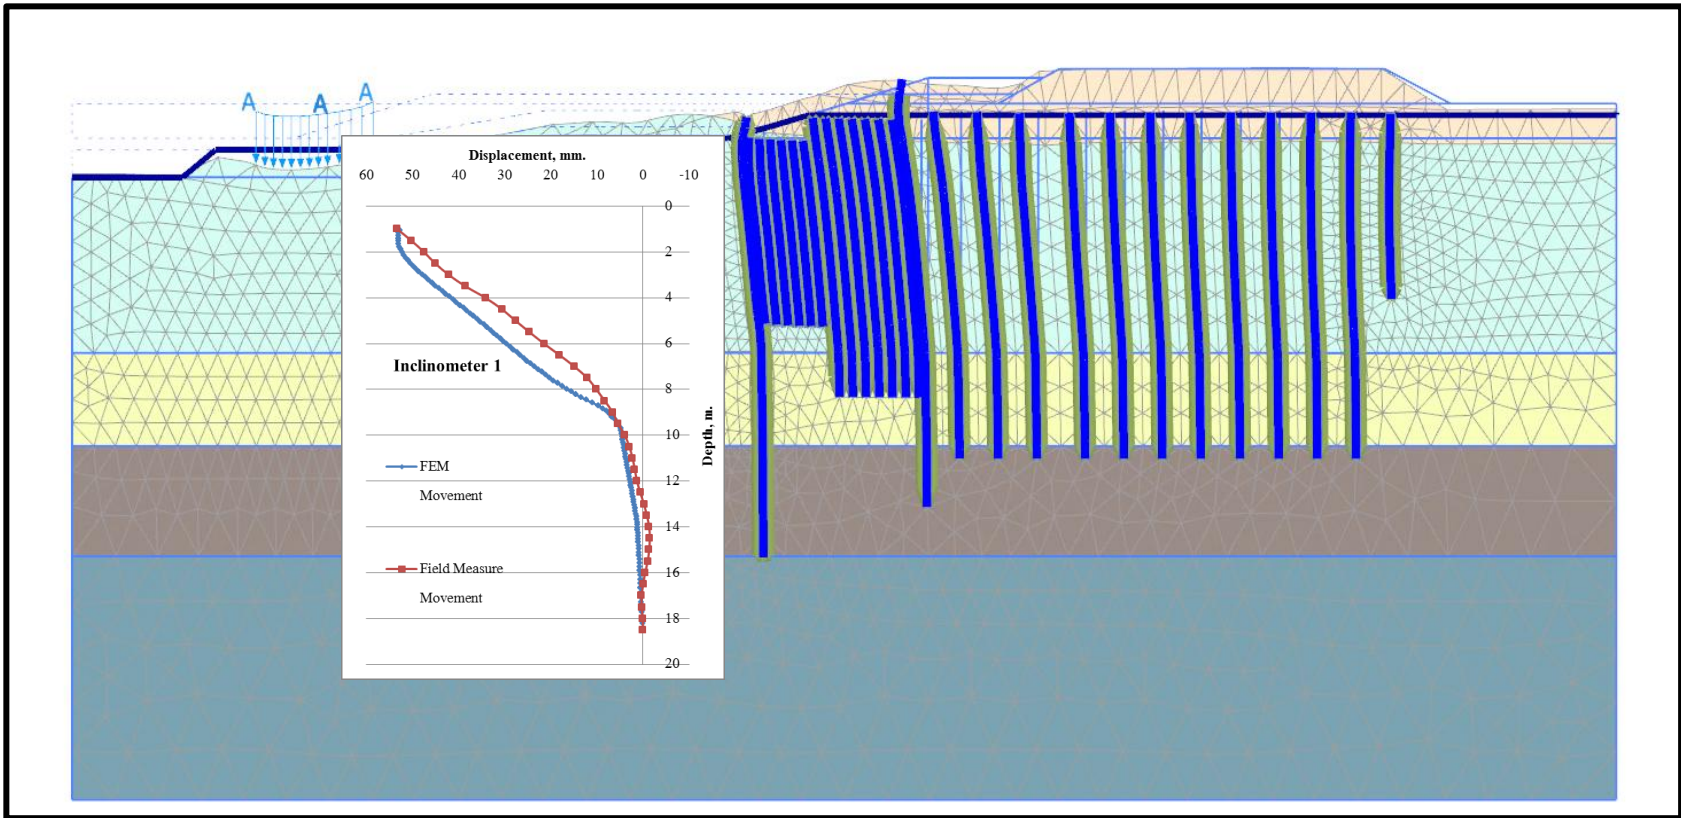 A
A
A
Displacement, mm.
60 50 40 30 20 10 0 -10
0
2
4
6
Inclinometer 1
8
Depth, m.
10
FEM
Movement
12
14
Field Measure
Movement
16
18
20